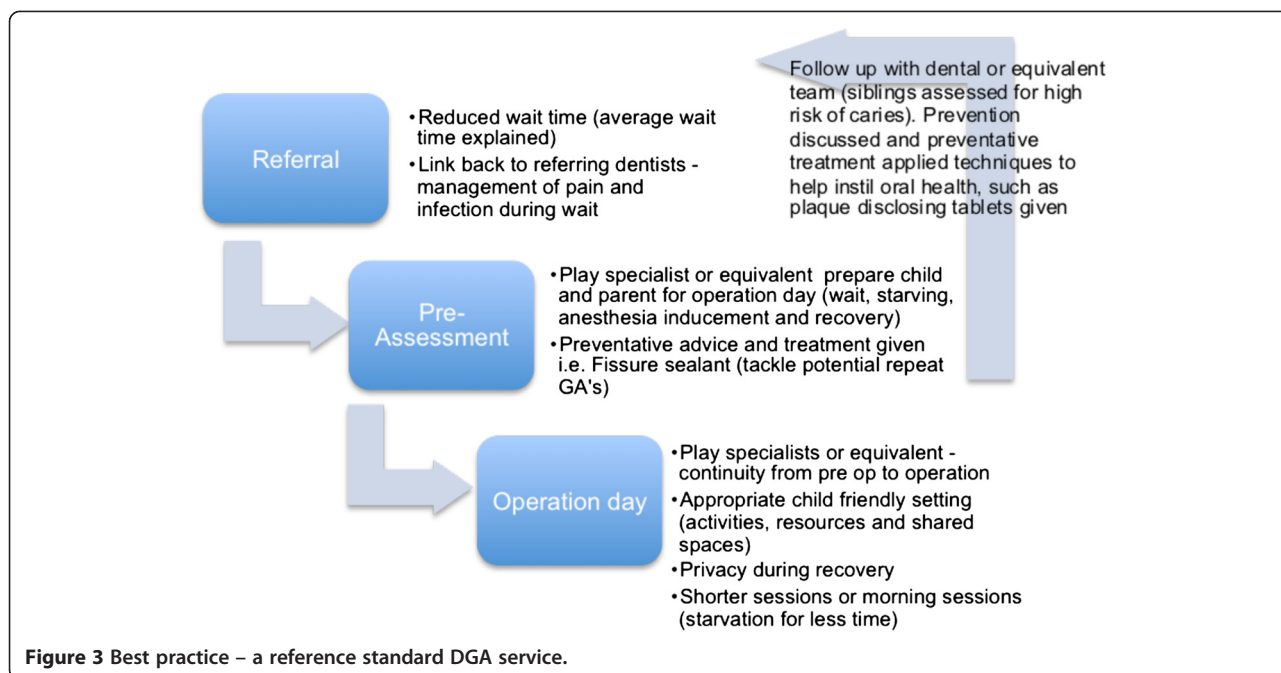 Referral
•Reduced wait time (average wait
time explained)
•Link back to referring dentists -
management of pain and
infection during wait
Follow up with dental or equivalent
team (siblings assessed for high
risk of caries). Prevention
discussed and preventative
treatment applied techniques to
help instil oral health, such as
plaque disclosing tablets given
Pre-
Assessment
•Play specialist or equivalent prepare child
and parent for operation day (wait, starving,
anesthesia inducement and recovery)
•Preventative advice and treatment given
i.e. Fissure sealant (tackle potential repeat
GA's)
Operation day
•Play specialists or equivalent -
continuity from pre op to operation
•Appropriate child friendly setting
(activities, resources and shared
spaces)
•Privacy during recovery
•Shorter sessions or morning sessions
(starvation for less time)
Figure 3 Best practice – a reference standard DGA service.